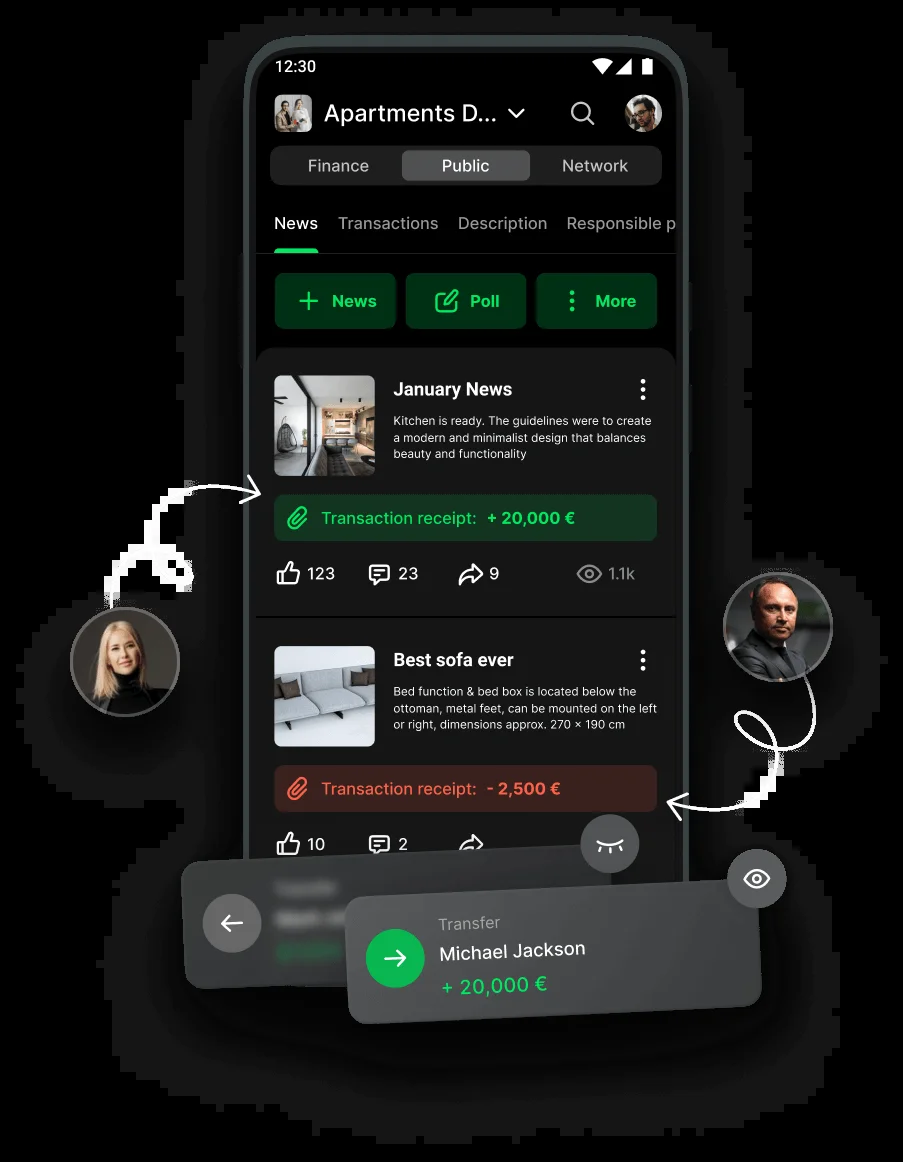 12:30
Apartments D...
Finance Public Network
News Transactions Description Responsible p
News Poll More
January News
Kitchen is ready. The guidelines were to create
a modern and minimalist design that balances
beauty and functionality
Transaction receipt: + 20,000 €
123 23 9 1.1k
Best sofa ever
Bed function & bed box is located below the
ottoman, metal feet, can be mounted on the left
or right, dimensions approx. 270 × 190 cm
Transaction receipt: - 2,500 €
10 2
Transfer
Michael Jackson
+ 20,000 €